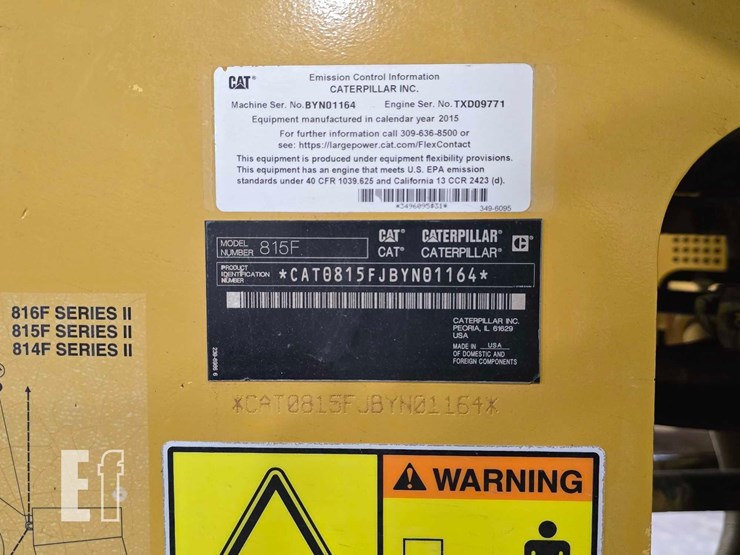 CAT®
Emission Control Information
CATERPILLAR INC.
Machine Ser. No. BYN01164 Engine Ser. No. TXD09771
Equipment manufactured in calendar year 2015
For further information call 309-636-8500 or
see: https://largepower.cat.com/FlexContact
This equipment is produced under equipment flexibility provisions.
This equipment has an engine that meets U.S. EPA emission
standards under 40 CFR 1039.625 and California 13 CCR 2423 (d).
*3496095#31*
349-6095
MODEL NUMBER 815F
CAT® CATERPILLAR®
CAT® CATERPILLAR®
PRODUCT IDENTIFICATION NUMBER *CAT0815FJBYN01164*
CATERPILLAR INC.
PEORIA, IL 61629
USA
MADE IN USA
OF DOMESTIC AND
FOREIGN COMPONENTS
*CAT0815FJBYN01164*
816F SERIES II
815F SERIES II
814F SERIES II
WARNING
Ef